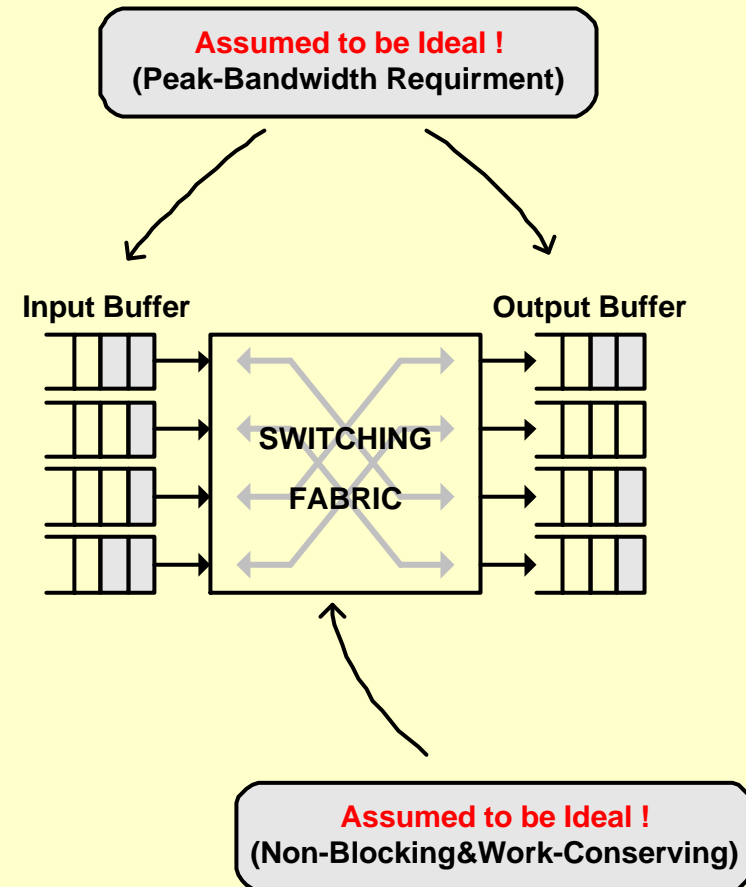 Assumed to be Ideal !
(Peak-Bandwidth Requirment)
Input Buffer
Output Buffer
SWITCHING
FABRIC
Assumed to be Ideal !
(Non-Blocking&Work-Conserving)